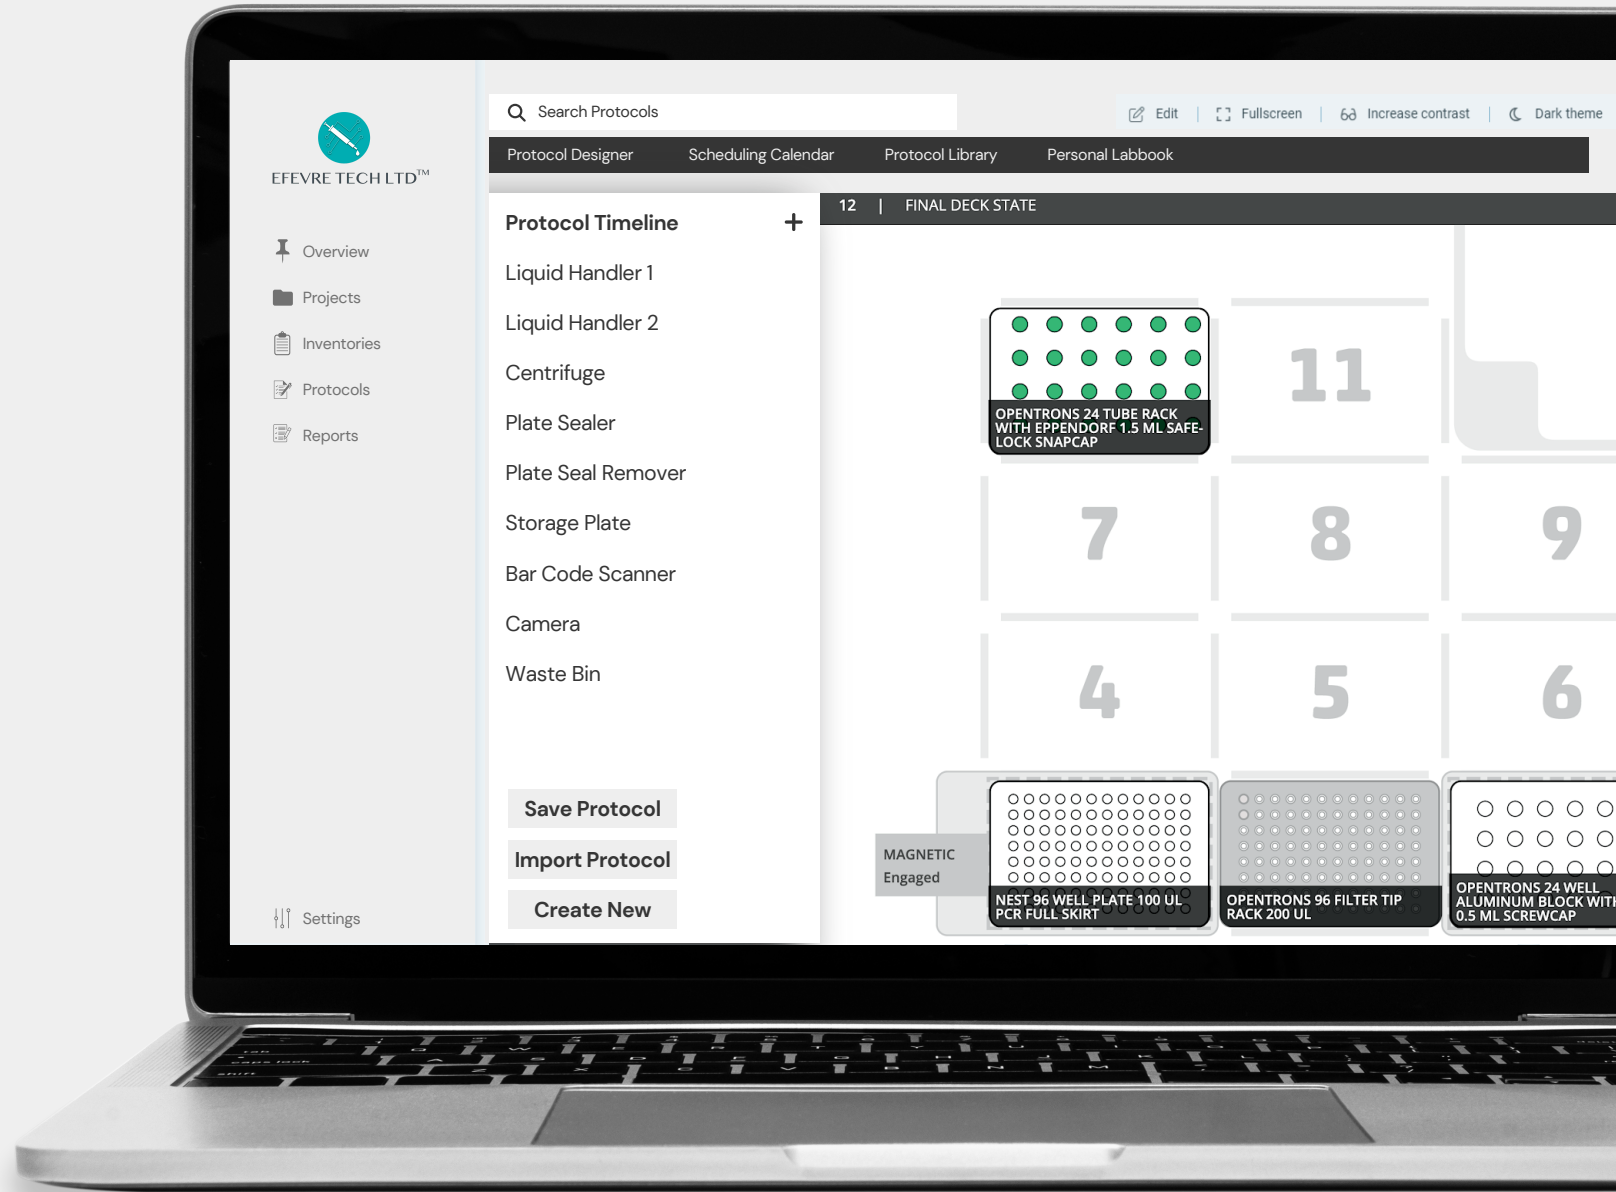 EFEVRE TECH LTD™
Overview
Projects
Inventories
Protocols
Reports
Settings
Search Protocols
Edit | Fullscreen | Increase contrast | Dark theme
Protocol Designer Scheduling Calendar Protocol Library Personal Labbook
Protocol Timeline +
Liquid Handler 1
Liquid Handler 2
Centrifuge
Plate Sealer
Plate Seal Remover
Storage Plate
Bar Code Scanner
Camera
Waste Bin
Save Protocol
Import Protocol
Create New
12 | FINAL DECK STATE
OPENTRONS 24 TUBE RACK
WITH EPPENDORF 1.5 ML SAFE-
LOCK SNAPCAP
11
7
8
9
4
5
6
MAGNETIC
Engaged
NEST 96 WELL PLATE 100 UL
PCR FULL SKIRT
OPENTRONS 96 FILTER TIP
RACK 200 UL
OPENTRONS 24 WELL
ALUMINUM BLOCK WITH
0.5 ML SCREWCAP
tab
caps lock
shift